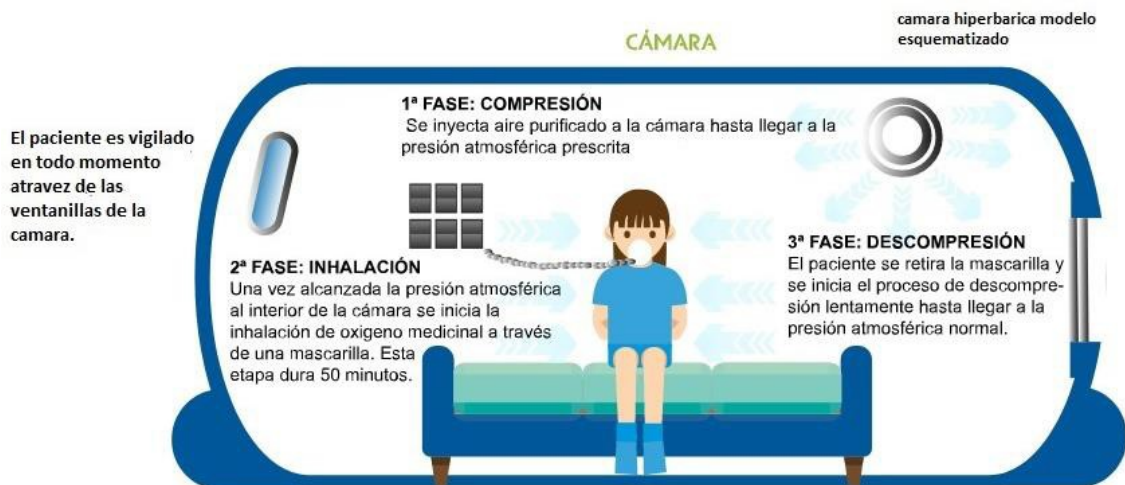 camara hiperbarica modelo
esquematizado
CÁMARA
El paciente es vigilado
en todo momento
atravez de las
ventanillas de la
camara.
1ª FASE: COMPRESIÓN
Se inyecta aire purificado a la cámara hasta llegar a la
presión atmosférica prescrita
2ª FASE: INHALACIÓN
Una vez alcanzada la presión atmosférica
al interior de la cámara se inicia la
inhalación de oxigeno medicinal a través
de una mascarilla. Esta
etapa dura 50 minutos.
3ª FASE: DESCOMPRESIÓN
El paciente se retira la mascarilla y
se inicia el proceso de descompre-
sión lentamente hasta llegar a la
presión atmosférica normal.